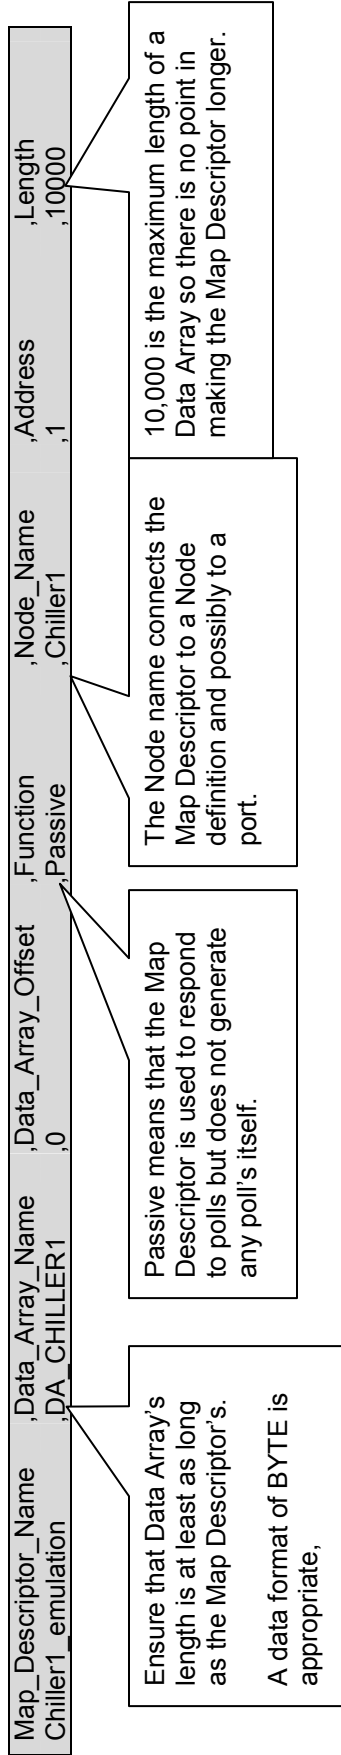 Map_Descriptor_Name ,Data_Array_Name ,Data_Array_Offset ,Function ,Node_Name ,Address ,Length
Chiller1_emulation ,DA_CHILLER1 ,0 ,Passive ,Chiller1 ,1 ,10000
Ensure that Data Array's
length is at least as long
as the Map Descriptor's.
A data format of BYTE is
appropriate,
Passive means that the Map
Descriptor is used to respond
to polls but does not generate
any poll's itself.
The Node name connects the
Map Descriptor to a Node
definition and possibly to a
port.
10,000 is the maximum length of a
Data Array so there is no point in
making the Map Descriptor longer.